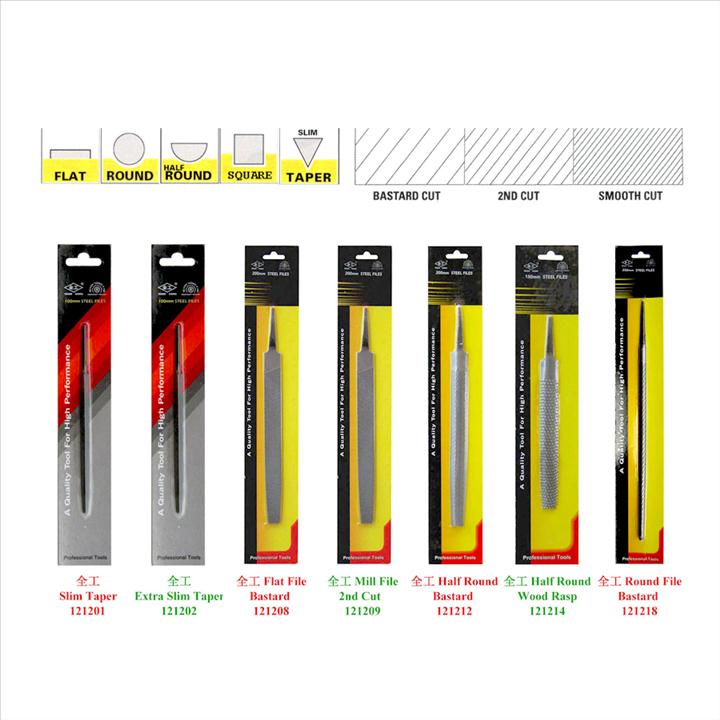 FLAT
ROUND
HALF
ROUND
SQUARE
SLIM
TAPER
BASTARD CUT
2ND CUT
SMOOTH CUT
100mm STEEL FILES
A Quality Tool For High Performance
Professional Tools
100mm STEEL FILES
A Quality Tool For High Performance
Professional Tools
200mm STEEL FILES
A Quality Tool For High Performance
Professional Tools
200mm STEEL FILES
A Quality Tool For High Performance
Professional Tools
200mm STEEL FILES
A Quality Tool For High Performance
Professional Tools
150mm STEEL FILES
A Quality Tool For High Performance
Professional Tools
STEEL FILES
A Quality Tool For High Performance
Professional Tools
全工
Slim Taper
121201
全工
Extra Slim Taper
121202
全工 Flat File
Bastard
121208
全工 Mill File
2nd Cut
121209
全工 Half Round
Bastard
121212
全工 Half Round
Wood Rasp
121214
全工 Round File
Bastard
121218